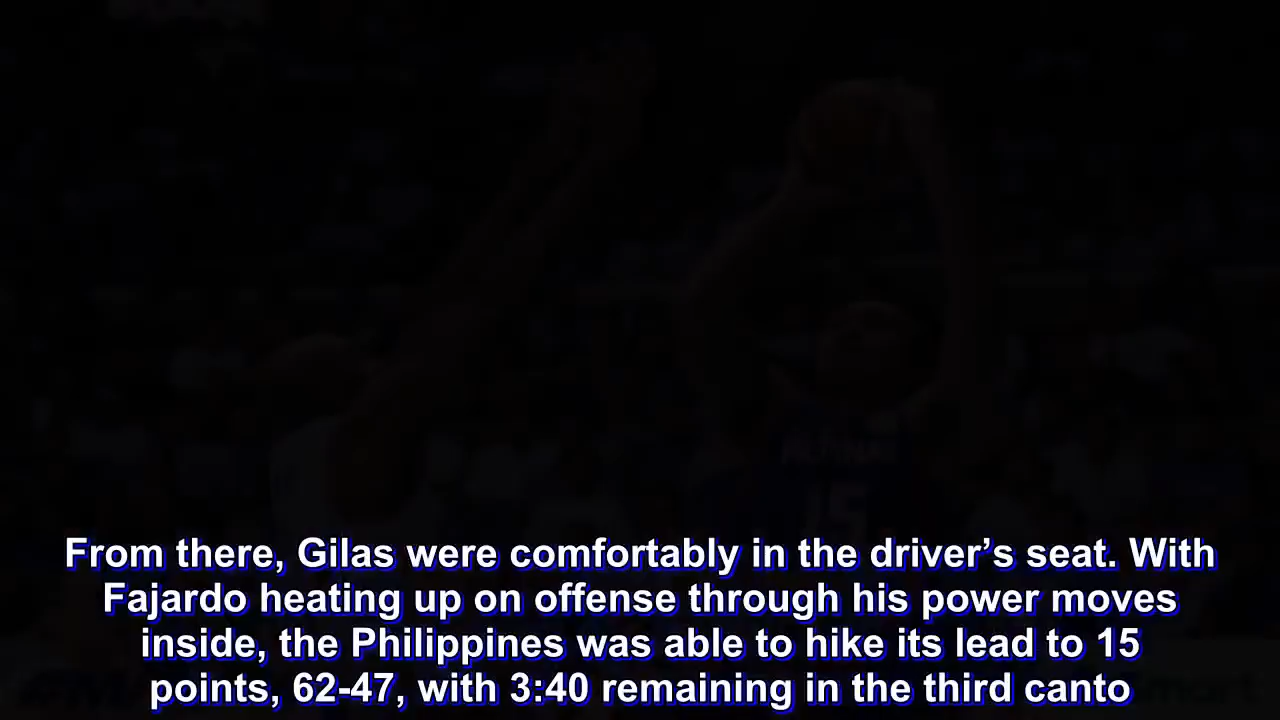 From there, Gilas were comfortably in the driver’s seat. With
Fajardo heating up on offense through his power moves
inside, the Philippines was able to hike its lead to 15
points, 62-47, with 3:40 remaining in the third canto
15